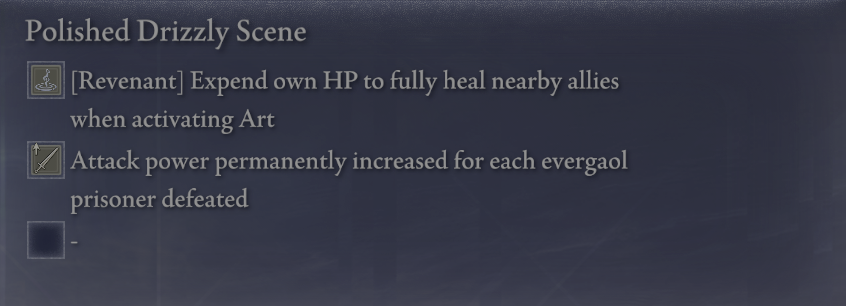 Polished Drizzly Scene
[Revenant] Expend own HP to fully heal nearby allies
when activating Art
Attack power permanently increased for each evergaol
prisoner defeated
-